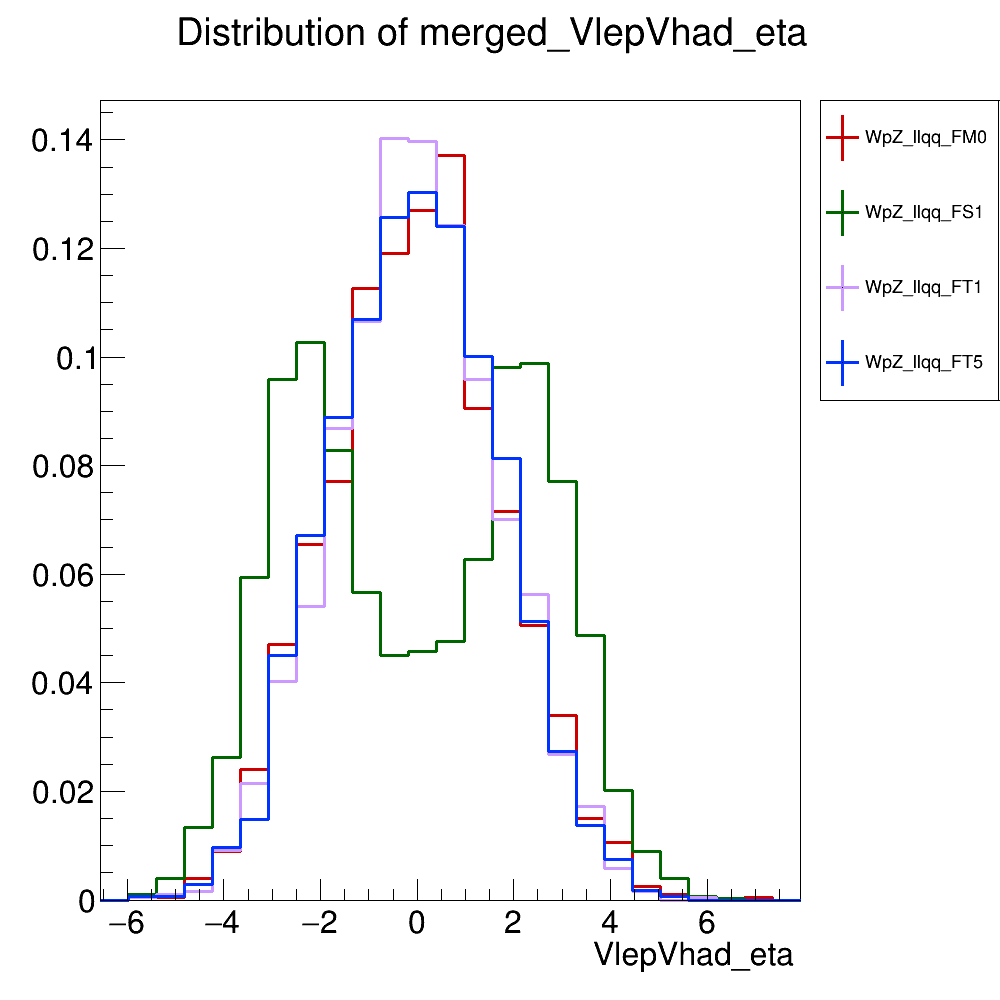 Distribution of merged_VlepVhad_eta
0.14
0.12
0.1
0.08
0.06
0.04
0.02
0
−6 −4 −2 0 2 4 6
VlepVhad_eta
WpZ_llqq_FM0
WpZ_llqq_FS1
WpZ_llqq_FT1
WpZ_llqq_FT5